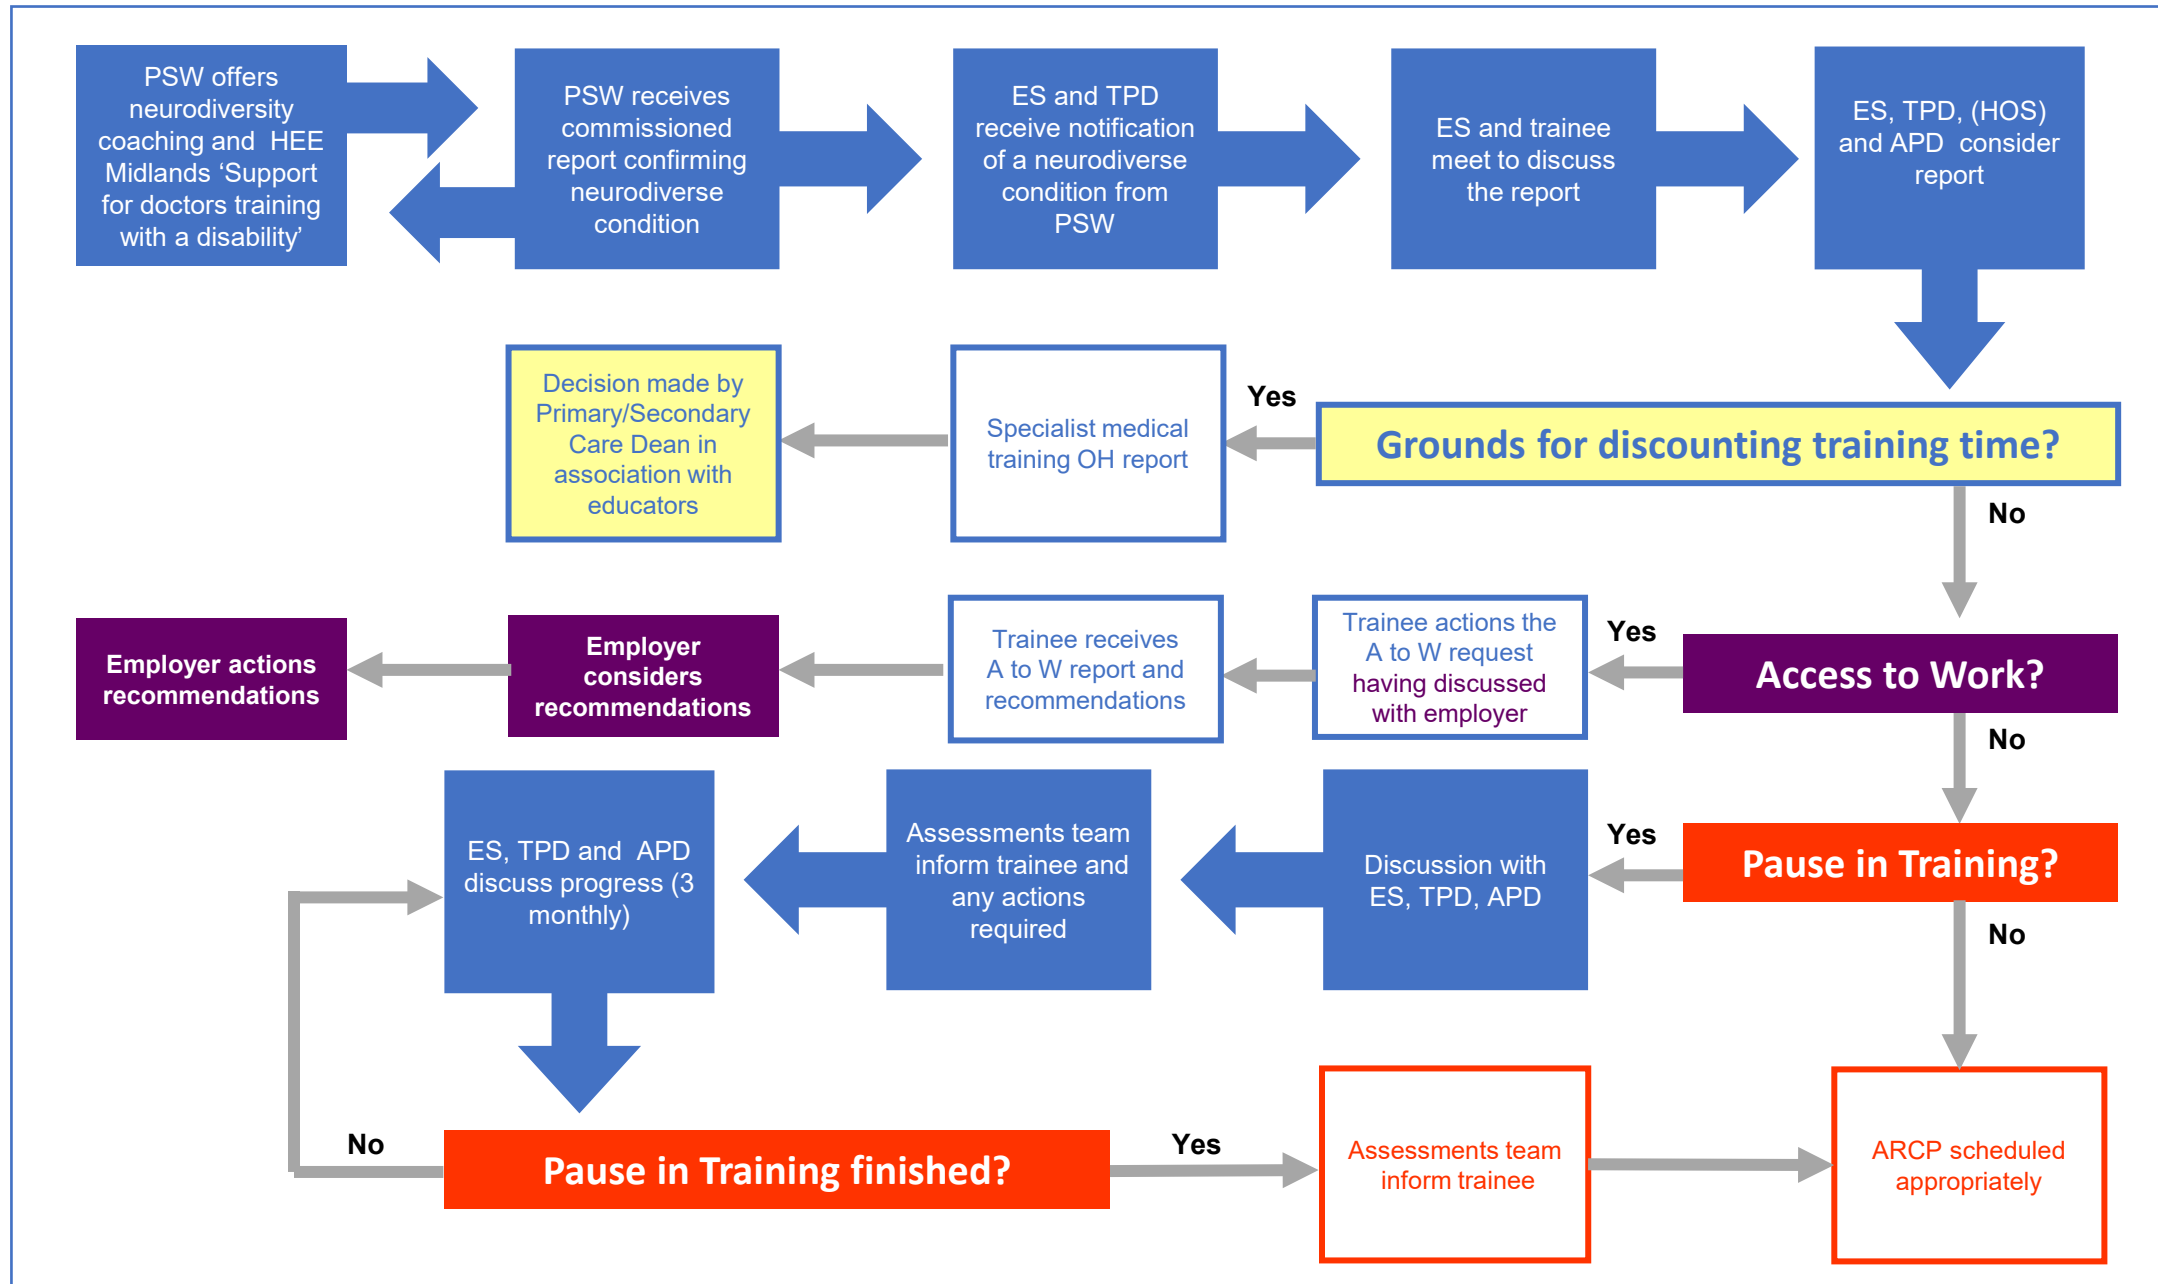 PSW offers
neurodiversity
coaching and HEE
Midlands ‘Support
for doctors training
with a disability’
PSW receives
commissioned
report confirming
neurodiverse
condition
ES and TPD
receive notification
of a neurodiverse
condition from
PSW
ES and trainee
meet to discuss
the report
ES, TPD, (HOS)
and APD consider
report
Grounds for discounting training time?
Yes
Specialist medical
training OH report
Decision made by
Primary/Secondary
Care Dean in
association with
educators
No
Access to Work?
Yes
Trainee actions the
A to W request
having discussed
with employer
Trainee receives
A to W report and
recommendations
Employer
considers
recommendations
Employer actions
recommendations
No
Pause in Training?
Yes
Discussion with
ES, TPD, APD
Assessments team
inform trainee and
any actions
required
ES, TPD and APD
discuss progress (3
monthly)
No
No
Pause in Training finished?
Yes
Assessments team
inform trainee
ARCP scheduled
appropriately